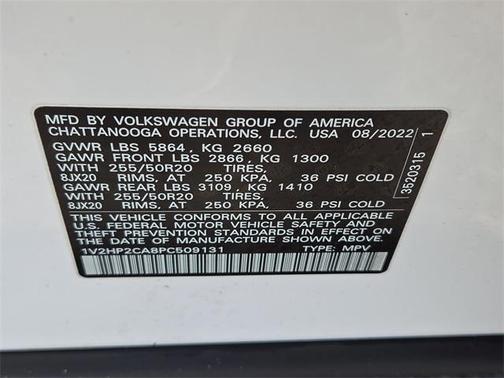 MFD BY VOLKSWAGEN GROUP OF AMERICA
CHATTANOOGA OPERATIONS, LLC. USA 08/2022
GVWR LBS 5864, KG 2660
GAWR FRONT LBS 2866, KG 1300
WITH 255/50R20 TIRES,
8JX20 RIMS, AT 250 KPA, 36 PSI COLD
GAWR REAR LBS 3109, KG 1410
WITH 255/50R20 TIRES,
8JX20 RIMS, AT 250 KPA, 36 PSI COLD
THIS VEHICLE CONFORMS TO ALL APPLICABLE
U.S. FEDERAL MOTOR VEHICLE SAFETY AND
THEFT PREVENTION STANDARDS IN EFFECT ON
DATE OF MANUFACTURE SHOWN ABOVE.
1V2HP2CA8PC509131 TYPE: MPV
3520315 1